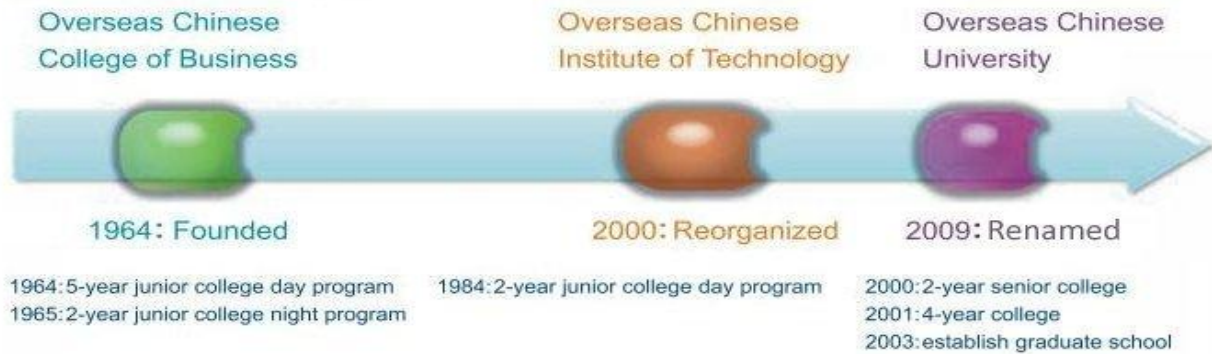 Overseas Chinese
College of Business
Overseas Chinese
Institute of Technology
Overseas Chinese
University
1964: Founded
2000: Reorganized
2009: Renamed
1964:5-year junior college day program
1965:2-year junior college night program
1984:2-year junior college day program
2000:2-year senior college
2001:4-year college
2003:establish graduate school